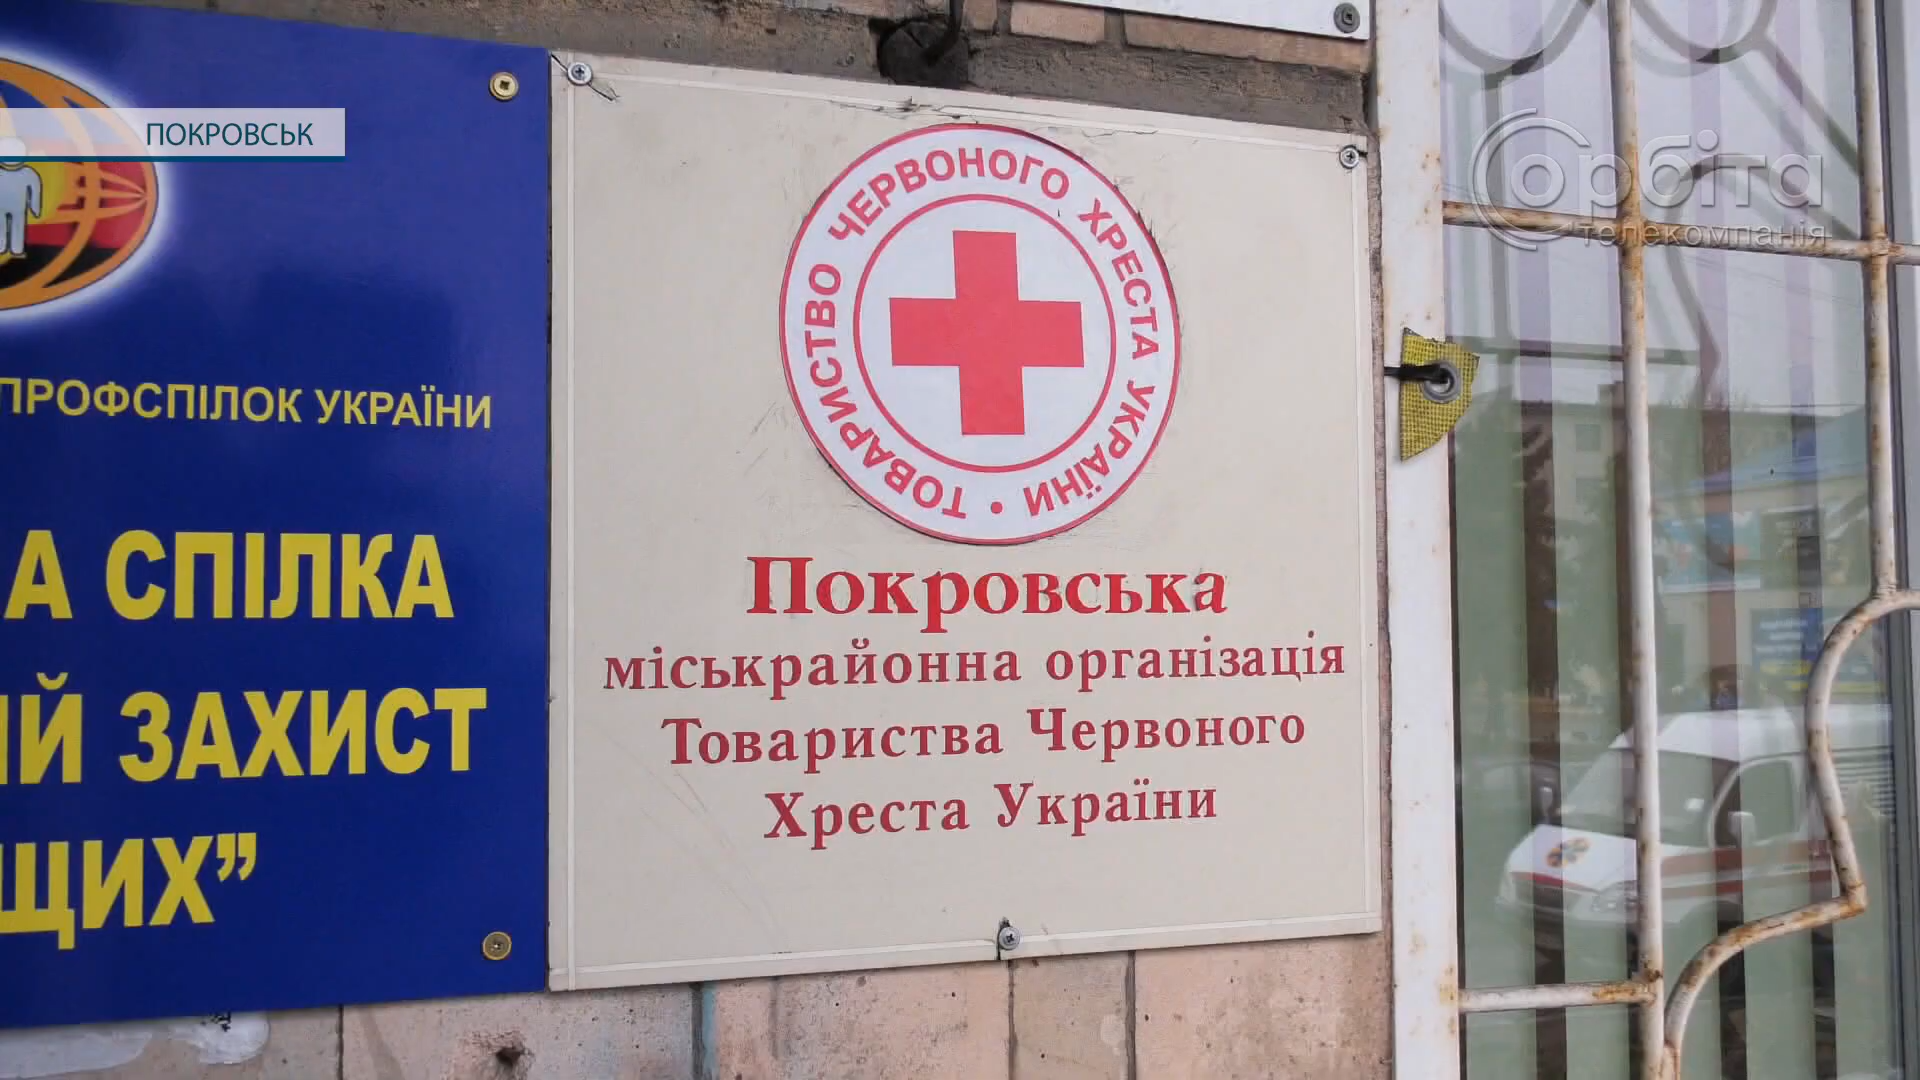 ПОКРОВСЬК
Орбіта
телекомпанія
ПРОФСПІЛОК УКРАЇНИ
А СПІЛКА
ИЙ ЗАХИСТ
ЩИХ”
ТОВАРИСТВО ЧЕРВОНОГО ХРЕСТА УКРАЇНИ •
Покровська
міськрайонна організація
Товариства Червоного
Хреста України